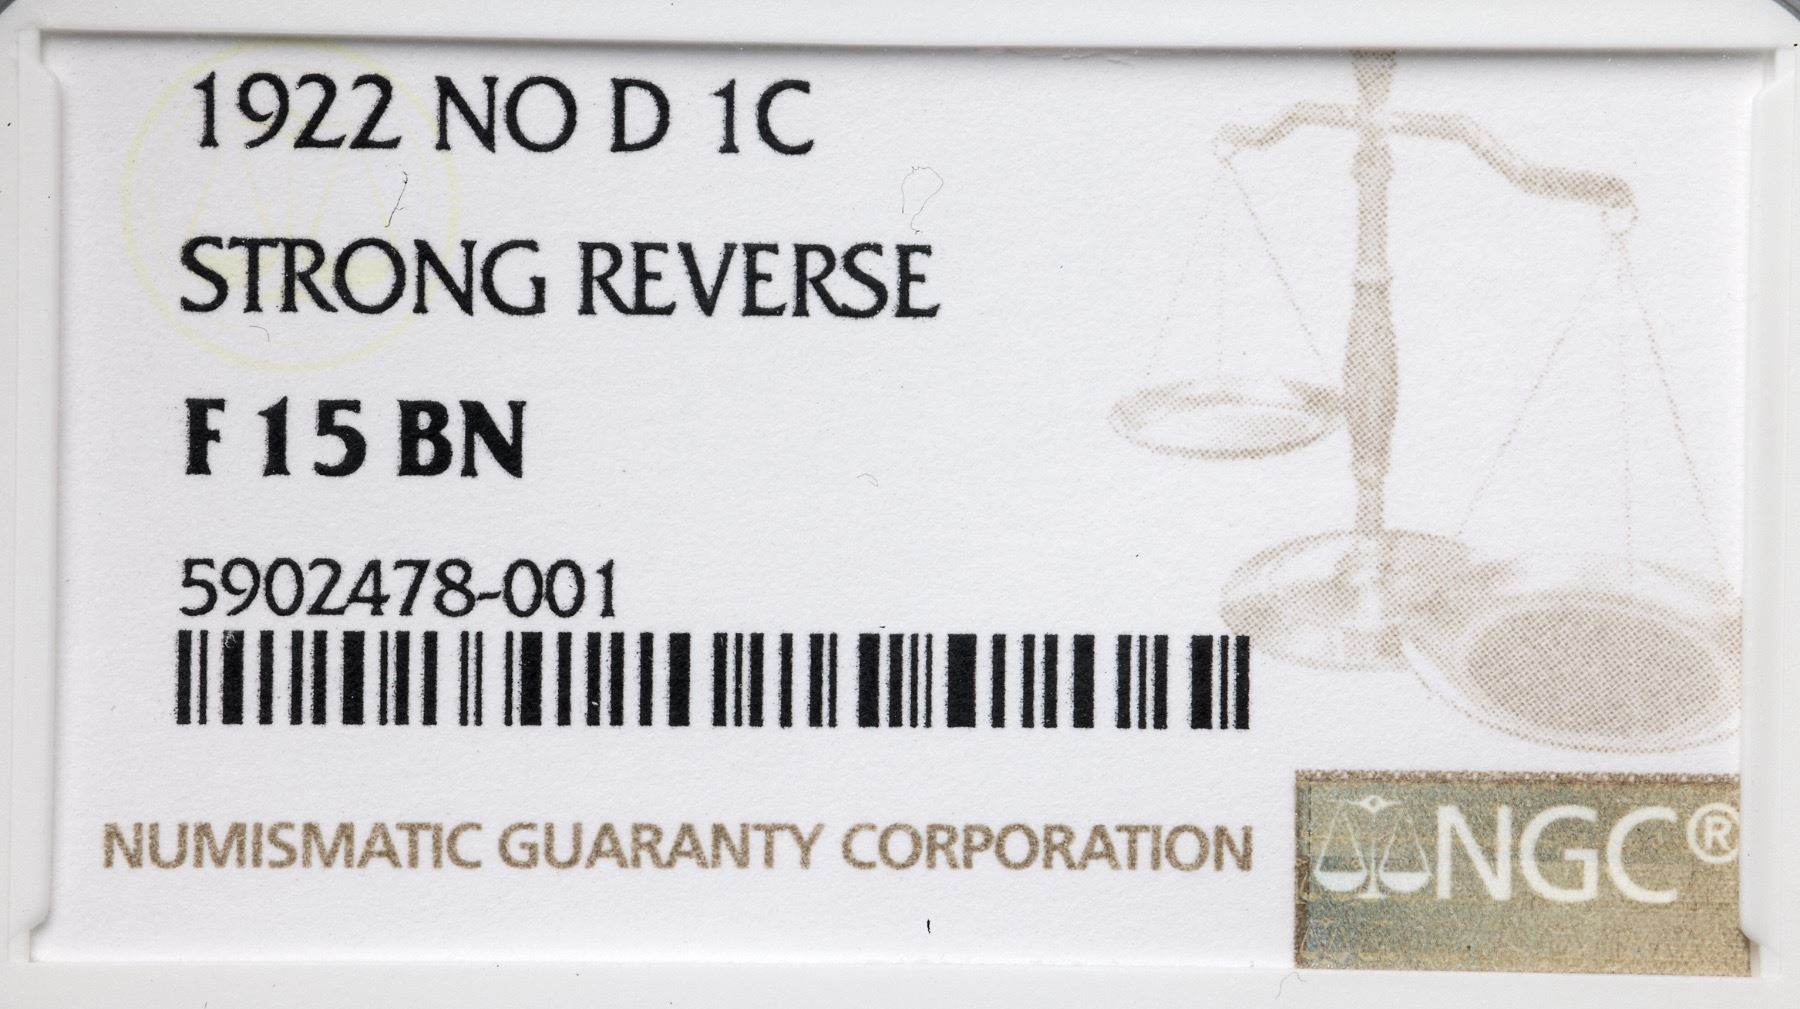 1922 NO D 1C
STRONG REVERSE
F 15 BN
5902478-001
NUMISMATIC GUARANTY CORPORATION
NGC®